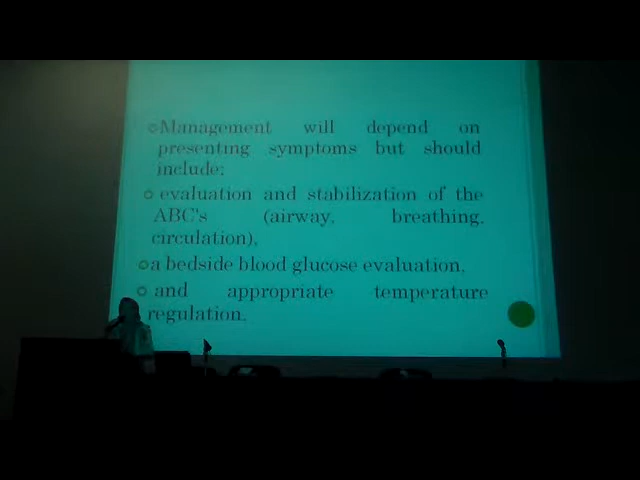 Management will depend on
presenting symptoms but should
include:
evaluation and stabilization of the
ABC's (airway, breathing,
circulation),
a bedside blood glucose evaluation,
and appropriate temperature
regulation.